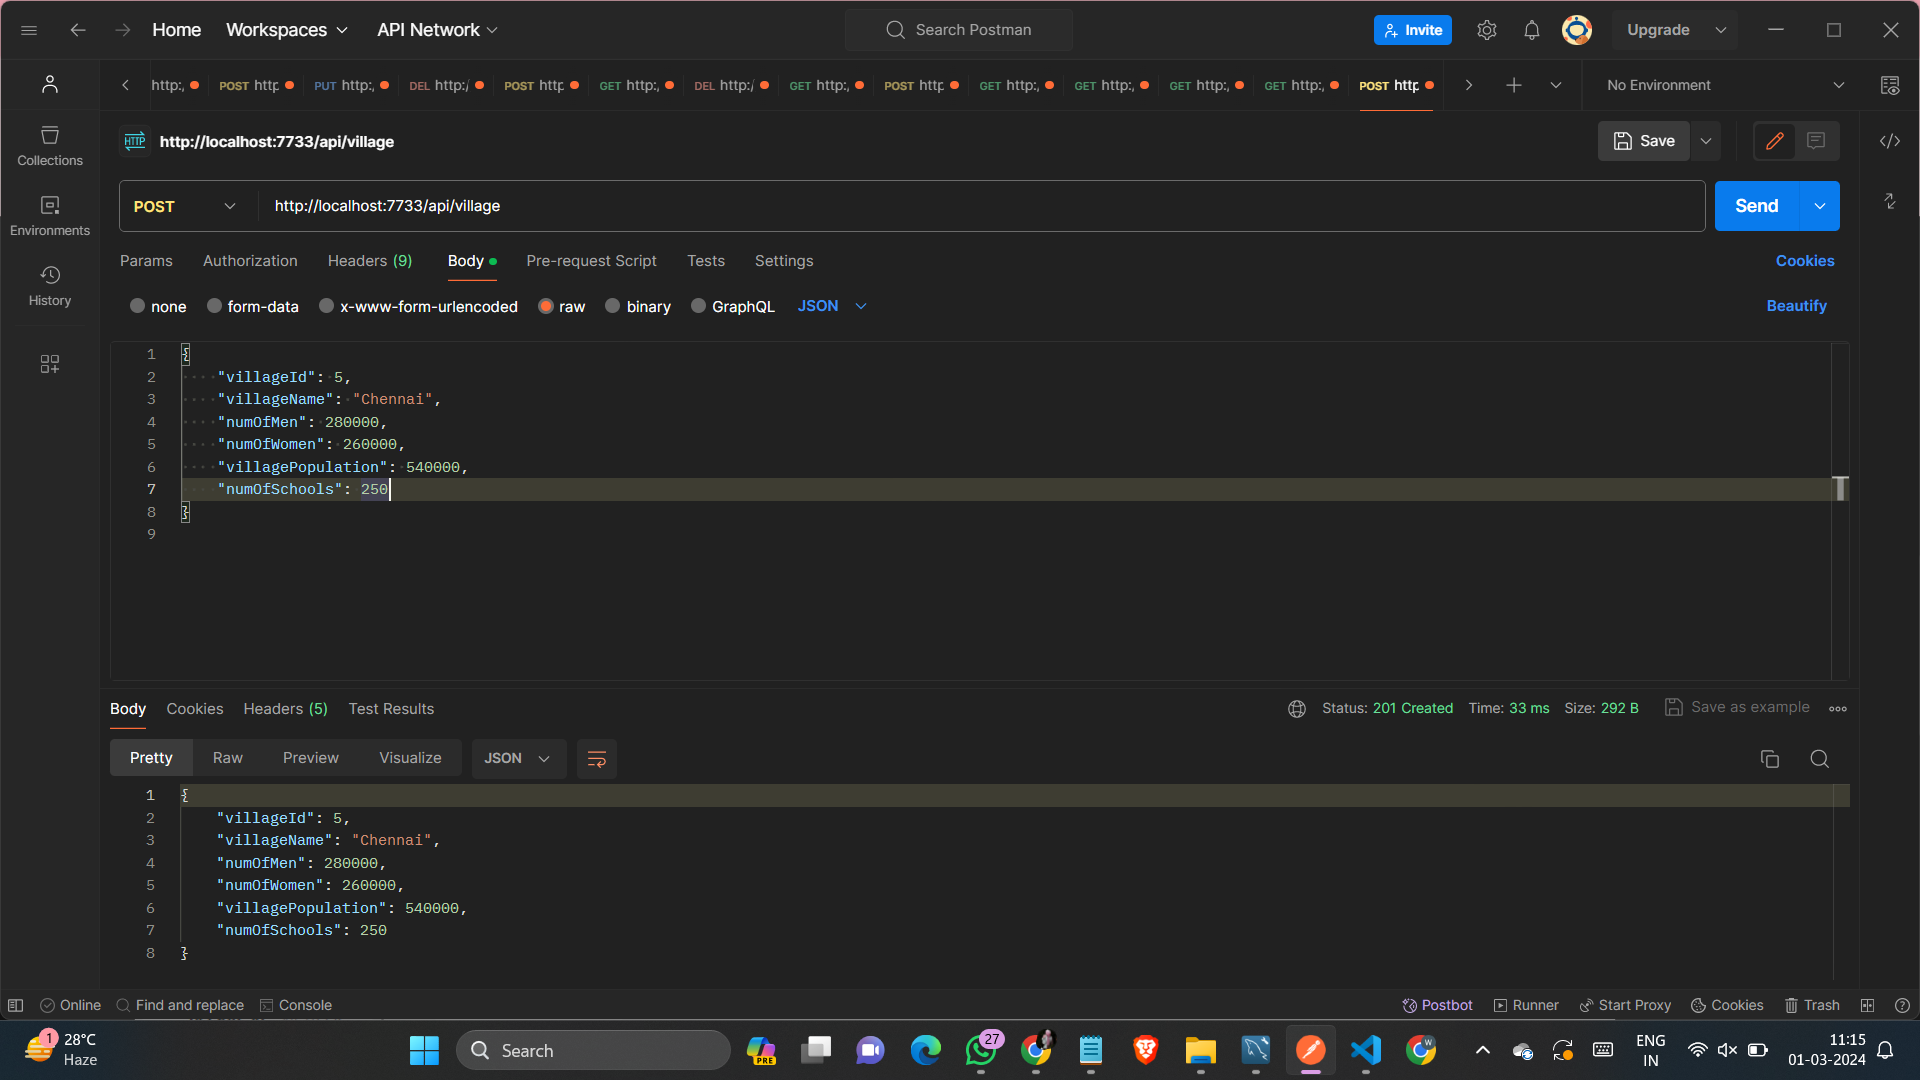 Home Workspaces API Network Search Postman Invite Upgrade
http:, POST http PUT http:, DEL http:/ POST http GET http:, DEL http:/ GET http:, POST http GET http:, GET http:, GET http:, GET http:, POST http No Environment
HTTP http://localhost:7733/api/village Save
Collections
POST http://localhost:7733/api/village Send
Environments
Params Authorization Headers (9) Body Pre-request Script Tests Settings Cookies
History
none form-data x-www-form-urlencoded raw binary GraphQL JSON Beautify
1 {
2 "villageId": 5,
3 "villageName": "Chennai",
4 "numOfMen": 280000,
5 "numOfWomen": 260000,
6 "villagePopulation": 540000,
7 "numOfSchools": 250
8 }
9
Body Cookies Headers (5) Test Results Status: 201 Created Time: 33 ms Size: 292 B Save as example
Pretty Raw Preview Visualize JSON
1 {
2 "villageId": 5,
3 "villageName": "Chennai",
4 "numOfMen": 280000,
5 "numOfWomen": 260000,
6 "villagePopulation": 540000,
7 "numOfSchools": 250
8 }
Online Find and replace Console Postbot Runner Start Proxy Cookies Trash
1 28°C
Haze
Search
PRE
27
W
ENG
IN
11:15
01-03-2024